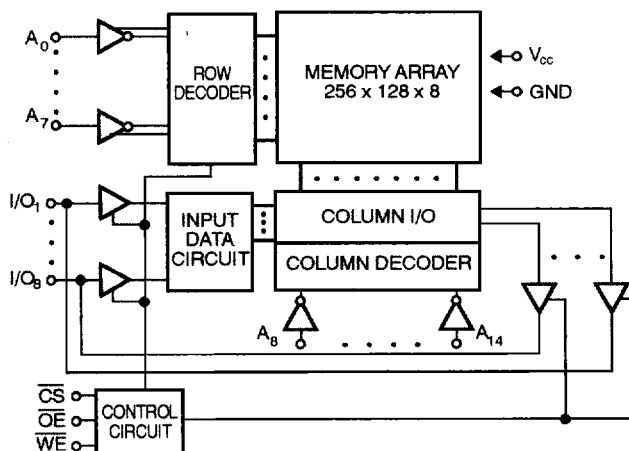 A0
A7
ROW
DECODER
MEMORY ARRAY
256 x 128 x 8
Vcc
GND
I/O1
I/O8
INPUT
DATA
CIRCUIT
COLUMN I/O
COLUMN DECODER
A8
A14
CS
OE
WE
CONTROL
CIRCUIT